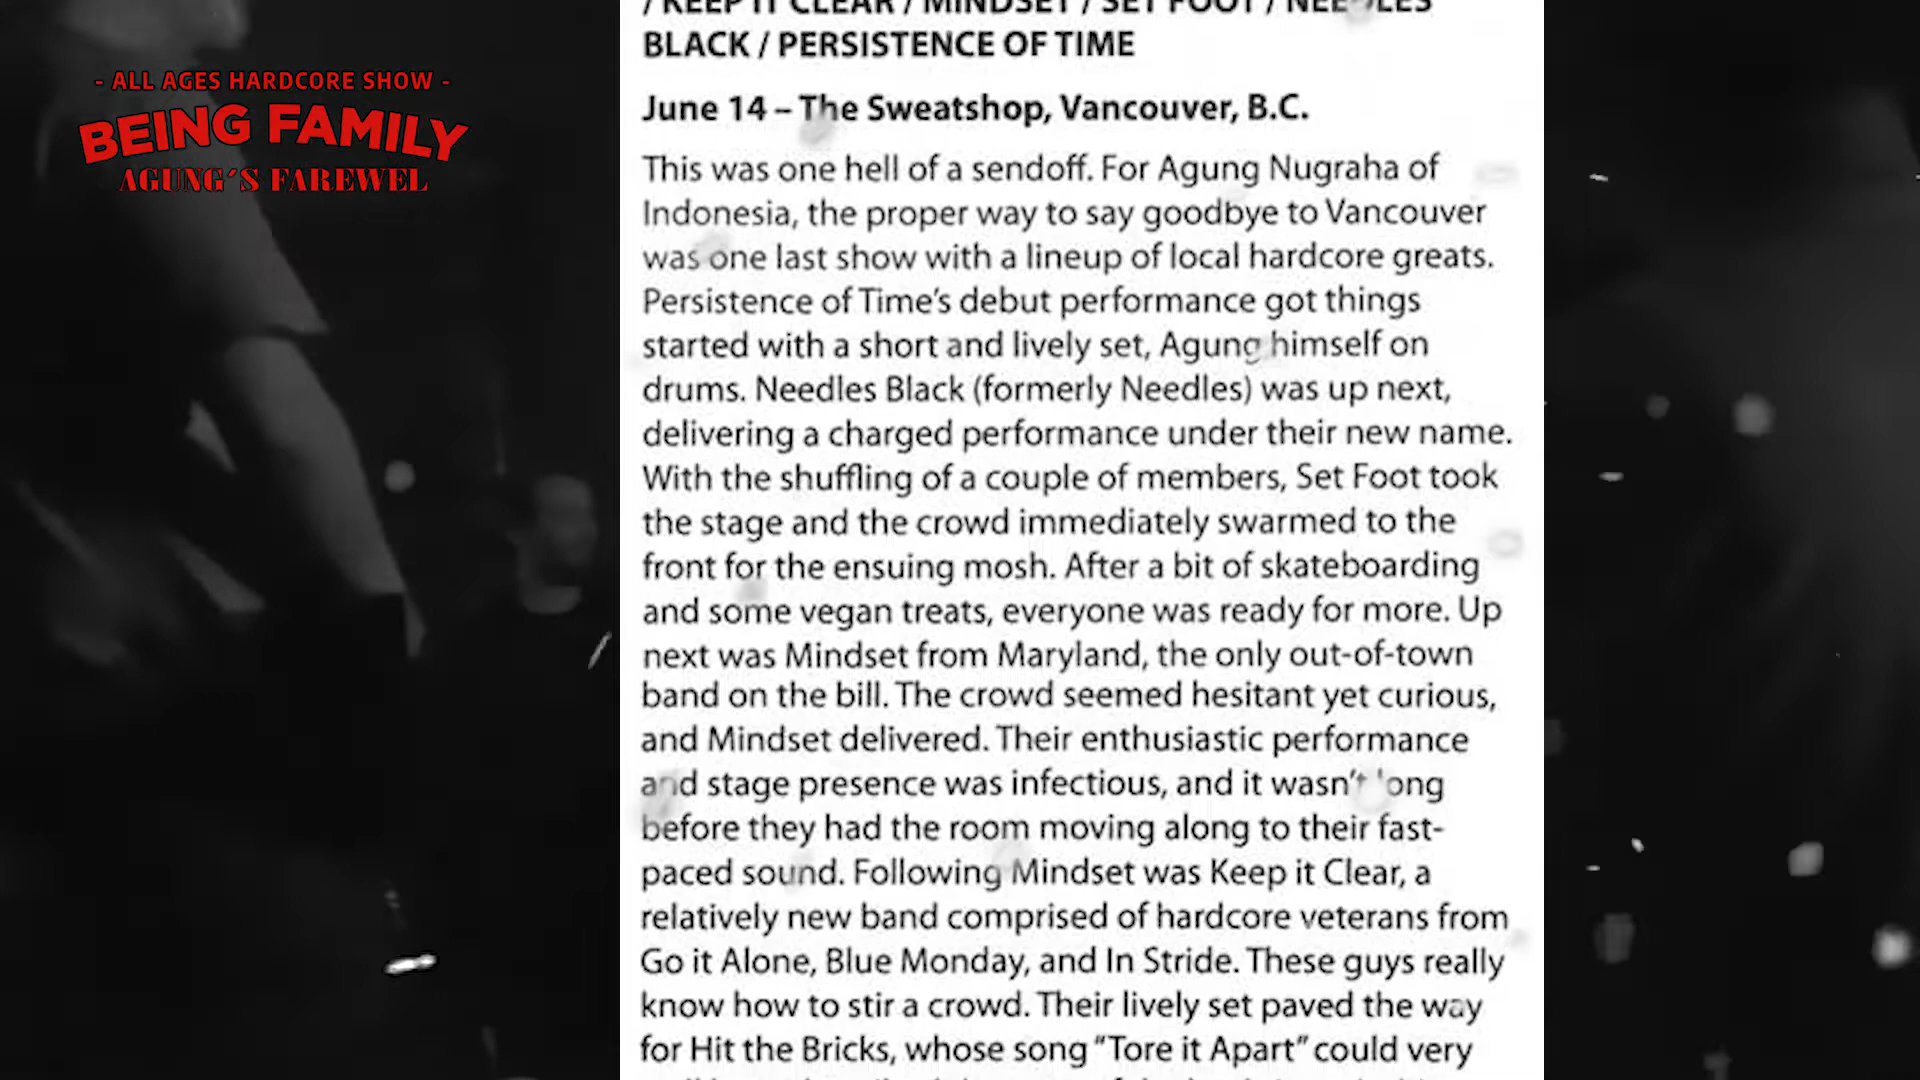 - ALL AGES HARDCORE SHOW -
BEING FAMILY
AGUNG´S FAREWEL
/ KEEP IT CLEAR / MINDSET / SET FOOT / NEEDLES
BLACK / PERSISTENCE OF TIME
June 14 – The Sweatshop, Vancouver, B.C.
This was one hell of a sendoff. For Agung Nugraha of
Indonesia, the proper way to say goodbye to Vancouver
was one last show with a lineup of local hardcore greats.
Persistence of Time’s debut performance got things
started with a short and lively set, Agung himself on
drums. Needles Black (formerly Needles) was up next,
delivering a charged performance under their new name.
With the shuffling of a couple of members, Set Foot took
the stage and the crowd immediately swarmed to the
front for the ensuing mosh. After a bit of skateboarding
and some vegan treats, everyone was ready for more. Up
next was Mindset from Maryland, the only out-of-town
band on the bill. The crowd seemed hesitant yet curious,
and Mindset delivered. Their enthusiastic performance
and stage presence was infectious, and it wasn’t long
before they had the room moving along to their fast-
paced sound. Following Mindset was Keep it Clear, a
relatively new band comprised of hardcore veterans from
Go it Alone, Blue Monday, and In Stride. These guys really
know how to stir a crowd. Their lively set paved the way
for Hit the Bricks, whose song “Tore it Apart” could very